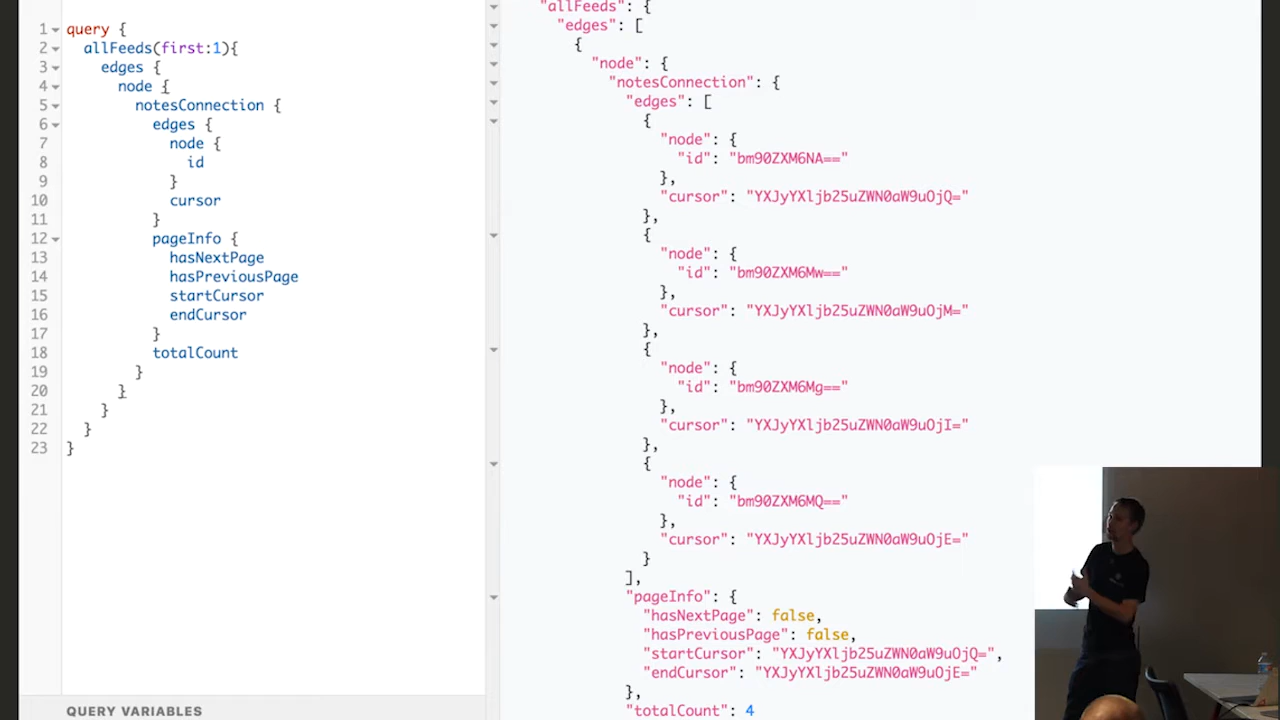 1 query {
2 allFeeds(first:1){
3 edges {
4 node {
5 notesConnection {
6 edges {
7 node {
8 id
9 }
10 cursor
11 }
12 pageInfo {
13 hasNextPage
14 hasPreviousPage
15 startCursor
16 endCursor
17 }
18 totalCount
19 }
20 }
21 }
22 }
23 }
QUERY VARIABLES
"allFeeds": {
"edges": [
{
"node": {
"notesConnection": {
"edges": [
{
"node": {
"id": "bm90ZXM6NA=="
},
"cursor": "YXJyYXljb25uZWN0aW9uOjQ="
},
{
"node": {
"id": "bm90ZXM6Mw=="
},
"cursor": "YXJyYXljb25uZWN0aW9uOjM="
},
{
"node": {
"id": "bm90ZXM6Mg=="
},
"cursor": "YXJyYXljb25uZWN0aW9uOjI="
},
{
"node": {
"id": "bm90ZXM6MQ=="
},
"cursor": "YXJyYXljb25uZWN0aW9uOjE="
}
],
"pageInfo": {
"hasNextPage": false,
"hasPreviousPage": false,
"startCursor": "YXJyYXljb25uZWN0aW9uOjQ=",
"endCursor": "YXJyYXljb25uZWN0aW9uOjE="
},
"totalCount": 4